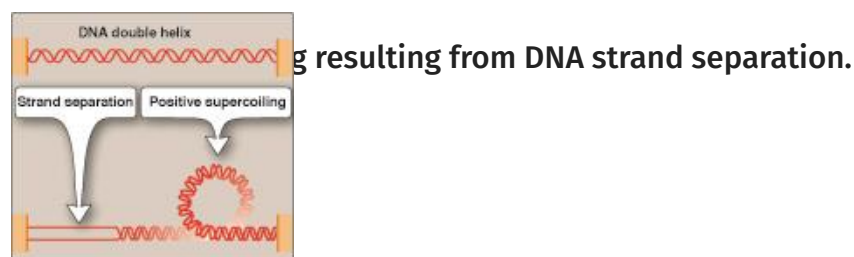 DNA double helix
g resulting from DNA strand separation.
Strand separation
Positive supercoiling